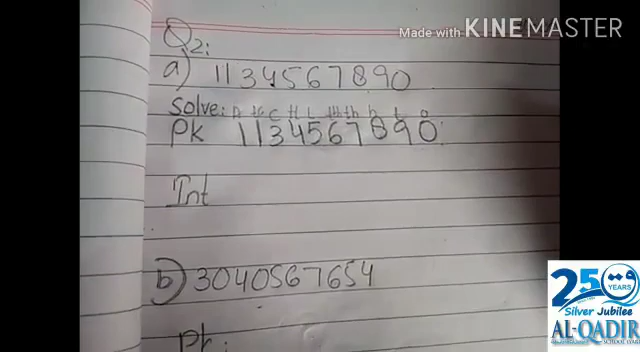 Made with KINEMASTER
Q2:
a) 1134567890
Solve:
Pk 1134567890
Int
b) 3040567654
Pk:
25
YEARS
Silver Jubilee
AL-QADIR